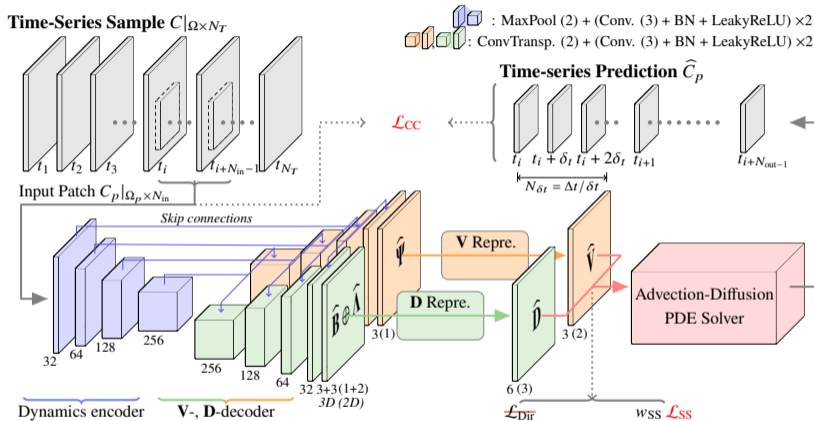 : MaxPool (2) + (Conv. (3) + BN + LeakyReLU) ×2
, : ConvTransp. (2) + (Conv. (3) + BN + LeakyReLU) ×2
Time-Series Sample C|Ω×N_T
Time-series Prediction Ĉ_p
t_1 t_2 t_3 t_i t_{i+N_in−1} t_{N_T}
ℒ_CC
t_i t_i + δ_t t_i + 2δ_t t_{i+1} t_{i+N_out−1}
N_{δt} = Δt/δt
Input Patch C_p|Ω_p×N_in
Skip connections
Ψ̂
V Repre.
V̂
B̂ ⊕ Λ̂
D Repre.
D̂
Advection-Diffusion
PDE Solver
32 64 128 256
256 128 64 32 3+3(1+2)
3D (2D)
3(1)
3 (2)
6 (3)
Dynamics encoder
V-, D-decoder
ℒ_Dir
w_SS ℒ_SS